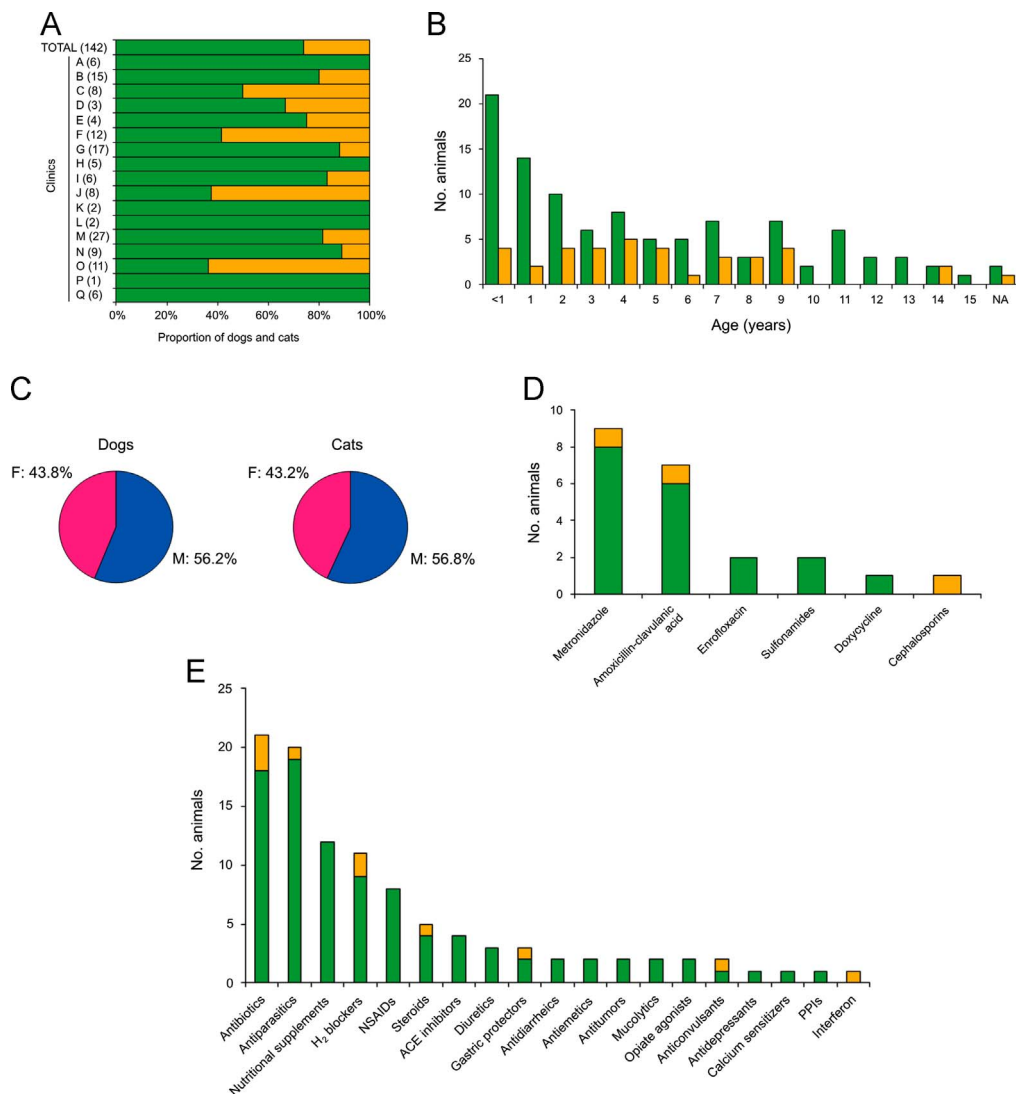 A
TOTAL (142)
A (6)
B (15)
C (8)
D (3)
E (4)
F (12)
G (17)
H (5)
I (6)
J (8)
K (2)
L (2)
M (27)
N (9)
O (11)
P (1)
Q (6)
Clinics
0% 20% 40% 60% 80% 100%
Proportion of dogs and cats
B
25
20
15
10
5
0
No. animals
<1 1 2 3 4 5 6 7 8 9 10 11 12 13 14 15 NA
Age (years)
C
Dogs
F: 43.8%
M: 56.2%
Cats
F: 43.2%
M: 56.8%
D
10
8
6
4
2
0
No. animals
Metronidazole
Amoxicillin-clavulanic
acid
Enrofloxacin
Sulfonamides
Doxycycline
Cephalosporins
E
25
20
15
10
5
0
No. animals
Antibiotics
Antiparasitics
Nutritional supplements
H₂ blockers
NSAIDs
Steroids
ACE inhibitors
Diuretics
Gastric protectors
Antidiarrheics
Antiemetics
Antitumors
Mucolytics
Opiate agonists
Anticonvulsants
Antidepressants
Calcium sensitizers
PPIs
Interferon